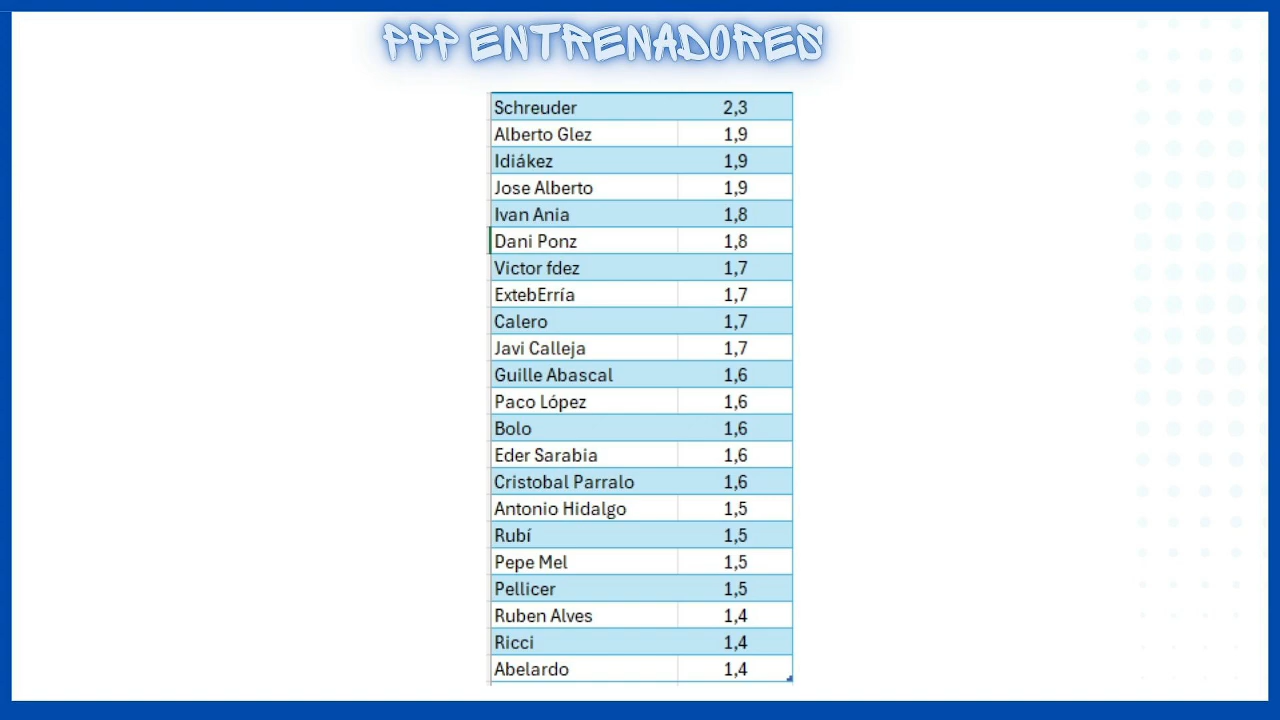 PPP ENTRENADORES
Schreuder 2,3
Alberto Glez 1,9
Idiákez 1,9
Jose Alberto 1,9
Ivan Ania 1,8
Dani Ponz 1,8
Victor fdez 1,7
ExtebErría 1,7
Calero 1,7
Javi Calleja 1,7
Guille Abascal 1,6
Paco López 1,6
Bolo 1,6
Eder Sarabia 1,6
Cristobal Parralo 1,6
Antonio Hidalgo 1,5
Rubí 1,5
Pepe Mel 1,5
Pellicer 1,5
Ruben Alves 1,4
Ricci 1,4
Abelardo 1,4